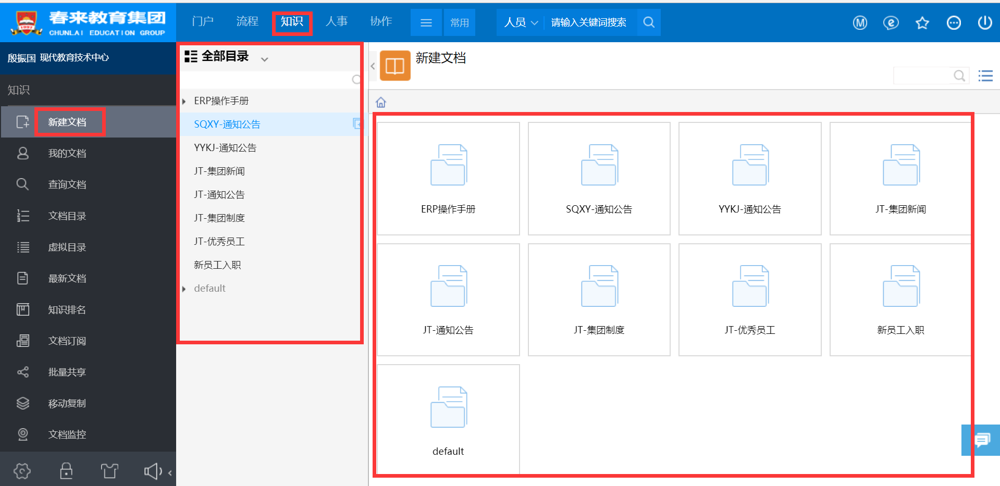 春来教育集团
CHUNLAI EDUCATION GROUP
门户
流程
知识
人事
协作
常用
人员
请输入关键词搜索
殷振国 现代教育技术中心
知识
新建文档
我的文档
查询文档
文档目录
虚拟目录
最新文档
知识排名
文档订阅
批量共享
移动复制
文档监控
全部目录
ERP操作手册
SQXY-通知公告
YYKJ-通知公告
JT-集团新闻
JT-通知公告
JT-集团制度
JT-优秀员工
新员工入职
default
新建文档
ERP操作手册
SQXY-通知公告
YYKJ-通知公告
JT-集团新闻
JT-通知公告
JT-集团制度
JT-优秀员工
新员工入职
default